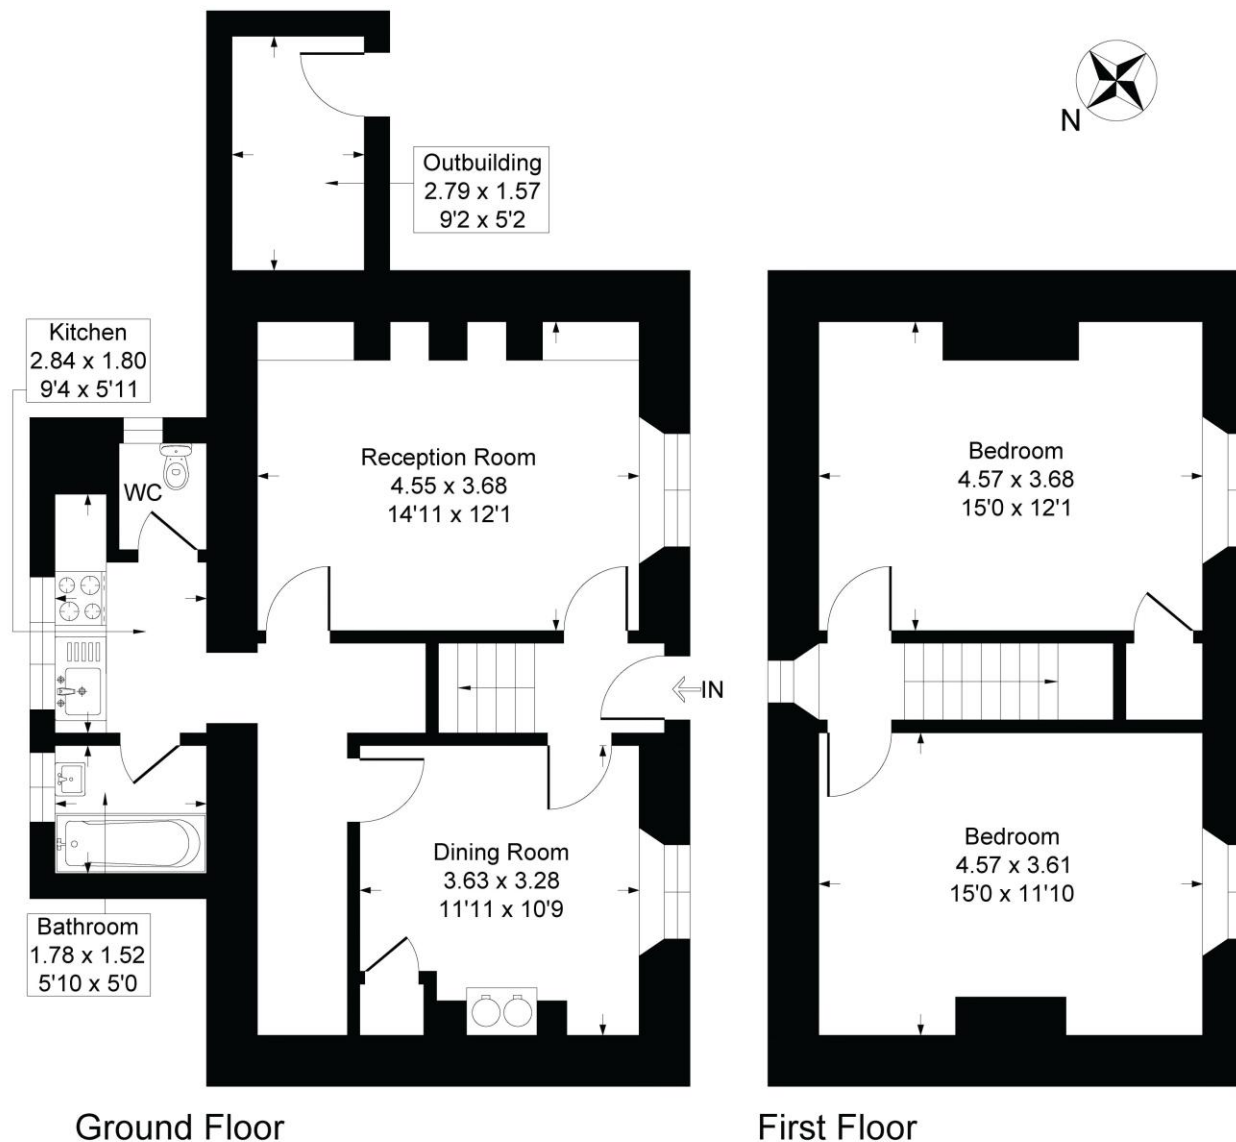 N
Outbuilding
2.79 x 1.57
9'2 x 5'2
Kitchen
2.84 x 1.80
9'4 x 5'11
WC
Reception Room
4.55 x 3.68
14'11 x 12'1
Bedroom
4.57 x 3.68
15'0 x 12'1
IN
Dining Room
3.63 x 3.28
11'11 x 10'9
Bedroom
4.57 x 3.61
15'0 x 11'10
Bathroom
1.78 x 1.52
5'10 x 5'0
Ground Floor
First Floor